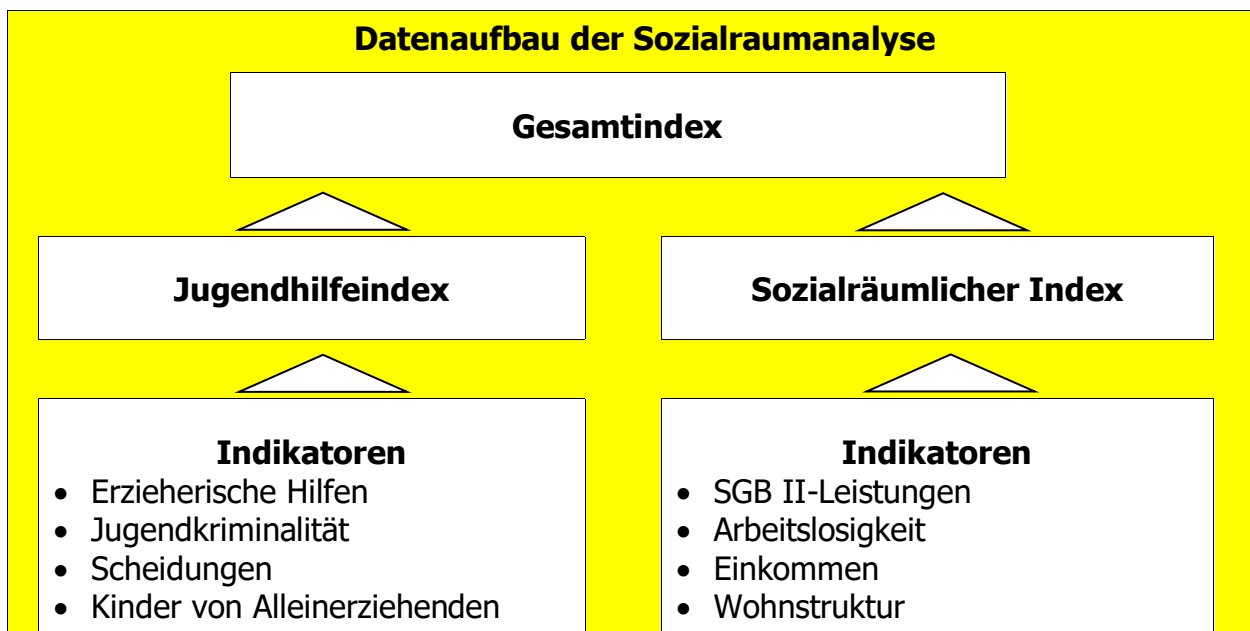 Datenaufbau der Sozialraumanalyse
Gesamtindex
Jugendhilfeindex
Sozialräumlicher Index
Indikatoren
• Erzieherische Hilfen
• Jugendkriminalität
• Scheidungen
• Kinder von Alleinerziehenden
Indikatoren
• SGB II-Leistungen
• Arbeitslosigkeit
• Einkommen
• Wohnstruktur